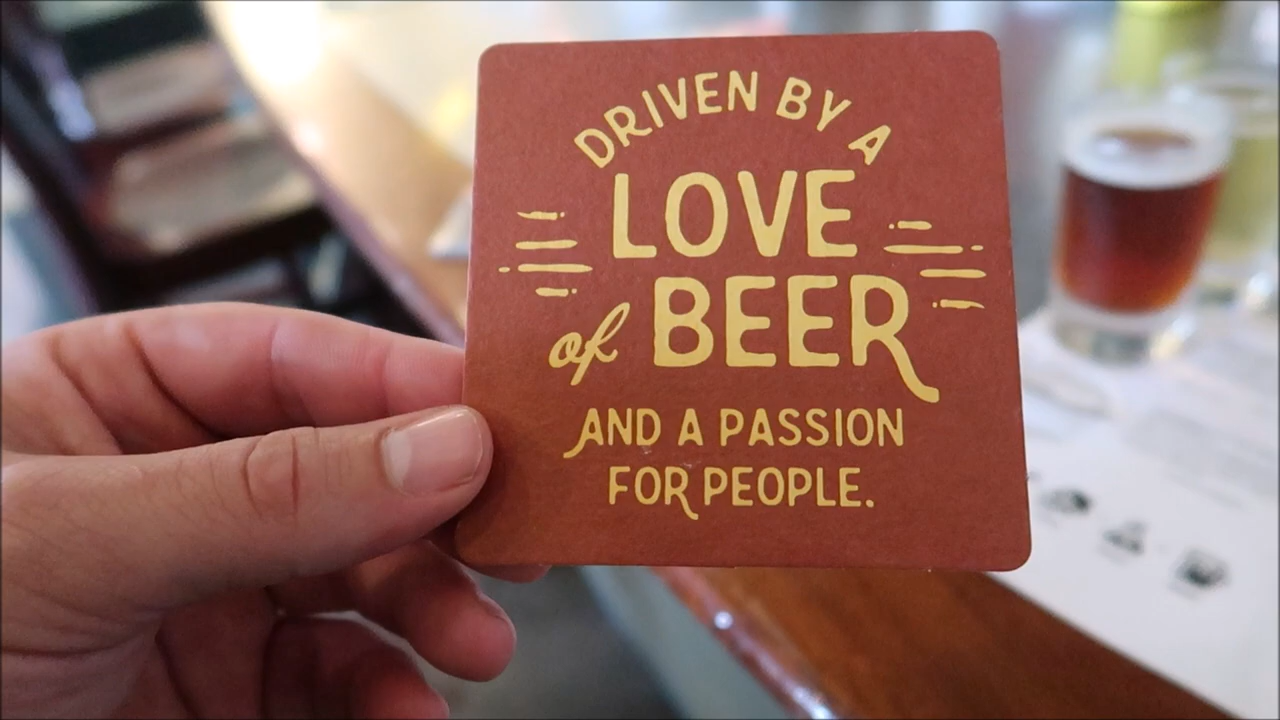 DRIVEN BY A
LOVE
of BEER
AND A PASSION
FOR PEOPLE.